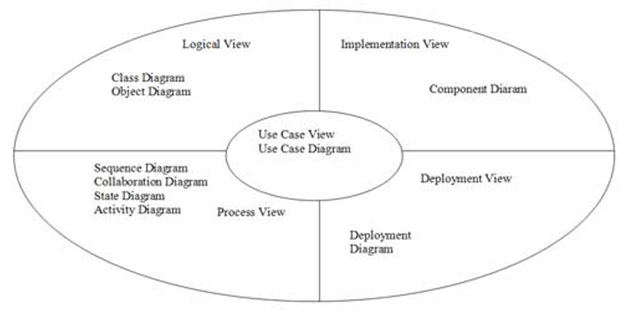 Logical View
Class Diagram
Object Diagram
Implementation View
Component Diaram
Use Case View
Use Case Diagram
Sequence Diagram
Collaboration Diagram
State Diagram
Activity Diagram
Process View
Deployment View
Deployment
Diagram